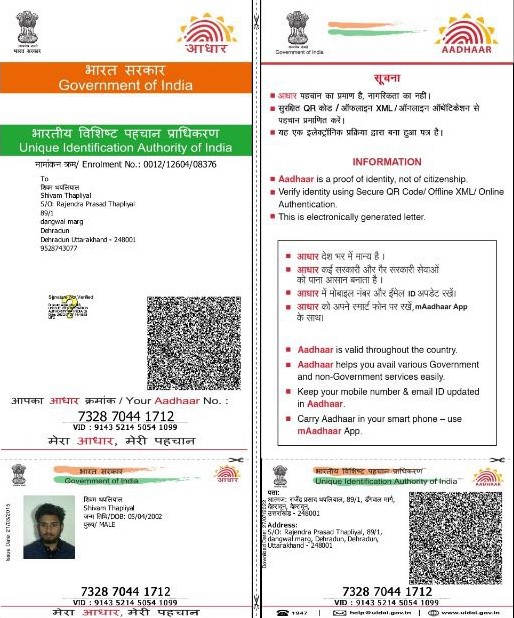 भारत सरकार
Government of India
भारतीय विशिष्ट पहचान प्राधिकरण
Unique Identification Authority of India
नामांकन क्रम/ Enrolment No.: 0012/12604/08376
To
शिवम थपलियाल
Shivam Thapliyal
S/O: Rajendra Prasad Thapliyal
89/1
dangwal marg
Dehradun
Dehradun Uttarakhand - 248001
9528743077
Signature Not Verified
आपका आधार क्रमांक / Your Aadhaar No. :
7328 7044 1712
VID : 9143 5214 5054 1099
मेरा आधार, मेरी पहचान
भारत सरकार
Government of India
आधार
शिवम थपलियाल
Shivam Thapliyal
जन्म तिथि/DOB: 05/04/2002
पुरुष/ MALE
7328 7044 1712
VID : 9143 5214 5054 1099
मेरा आधार, मेरी पहचान
Government of India
AADHAAR
सूचना
आधार पहचान का प्रमाण है, नागरिकता का नहीं।
सुरक्षित QR कोड / ऑफलाइन XML / ऑनलाइन ऑथेंटिकेशन से
पहचान प्रमाणित करें।
यह एक इलेक्ट्रॉनिक प्रक्रिया द्वारा बना हुआ पत्र है।
INFORMATION
Aadhaar is a proof of identity, not of citizenship.
Verify identity using Secure QR Code/ Offline XML/ Online
Authentication.
This is electronically generated letter.
आधार देश भर में मान्य है।
आधार कई सरकारी और गैर सरकारी सेवाओं
को पाना आसान बनाता है।
आधार में मोबाइल नंबर और ईमेल ID अपडेट रखें।
आधार को अपने स्मार्ट फोन पर रखें, mAadhaar App
के साथ।
Aadhaar is valid throughout the country.
Aadhaar helps you avail various Government
and non-Government services easily.
Keep your mobile number & email ID updated
in Aadhaar.
Carry Aadhaar in your smart phone – use
mAadhaar App.
भारतीय विशिष्ट पहचान प्राधिकरण
Unique Identification Authority of India
AADHAAR
पता:
आत्मज: राजेंद्र प्रसाद थपलियाल, 89/1, डंगवाल मार्ग,
देहरादून, देहरादून,
उत्तराखंड - 248001
Address:
S/O: Rajendra Prasad Thapliyal, 89/1,
dangwal marg, Dehradun, Dehradun,
Uttarakhand - 248001
7328 7044 1712
VID : 9143 5214 5054 1099
1947
help@uidai.gov.in
www.uidai.gov.in